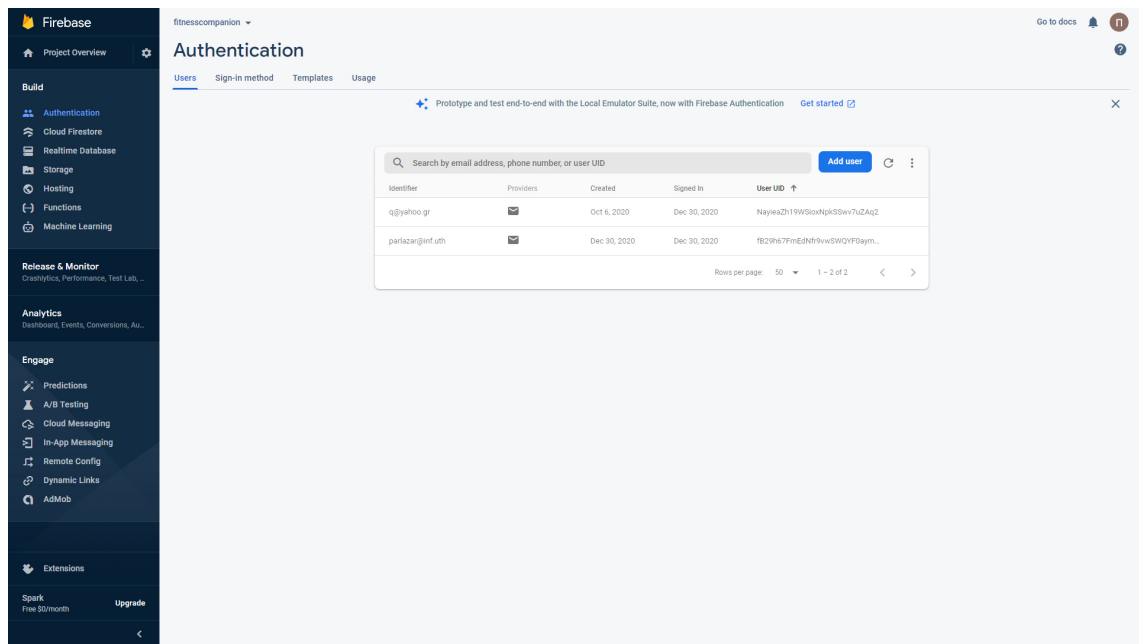 Firebase
fitnesscompanion
Go to docs
П
Project Overview
Authentication
Users Sign-in method Templates Usage
Build
Prototype and test end-to-end with the Local Emulator Suite, now with Firebase Authentication Get started
Authentication
Cloud Firestore
Realtime Database
Storage
Hosting
Functions
Machine Learning
Search by email address, phone number, or user UID
Add user
Identifier Providers Created Signed In User UID
q@yahoo.gr Oct 6, 2020 Dec 30, 2020 NayieaZh19WSioxNpkSSwv7uZAq2
parlazar@inf.uth Dec 30, 2020 Dec 30, 2020 fB29h67FmEdNfr9vwSWQYF0aym...
Rows per page: 50 1 – 2 of 2
Release & Monitor
Crashlytics, Performance, Test Lab, ...
Analytics
Dashboard, Events, Conversions, Au...
Engage
Predictions
A/B Testing
Cloud Messaging
In-App Messaging
Remote Config
Dynamic Links
AdMob
Extensions
Spark
Free $0/month
Upgrade